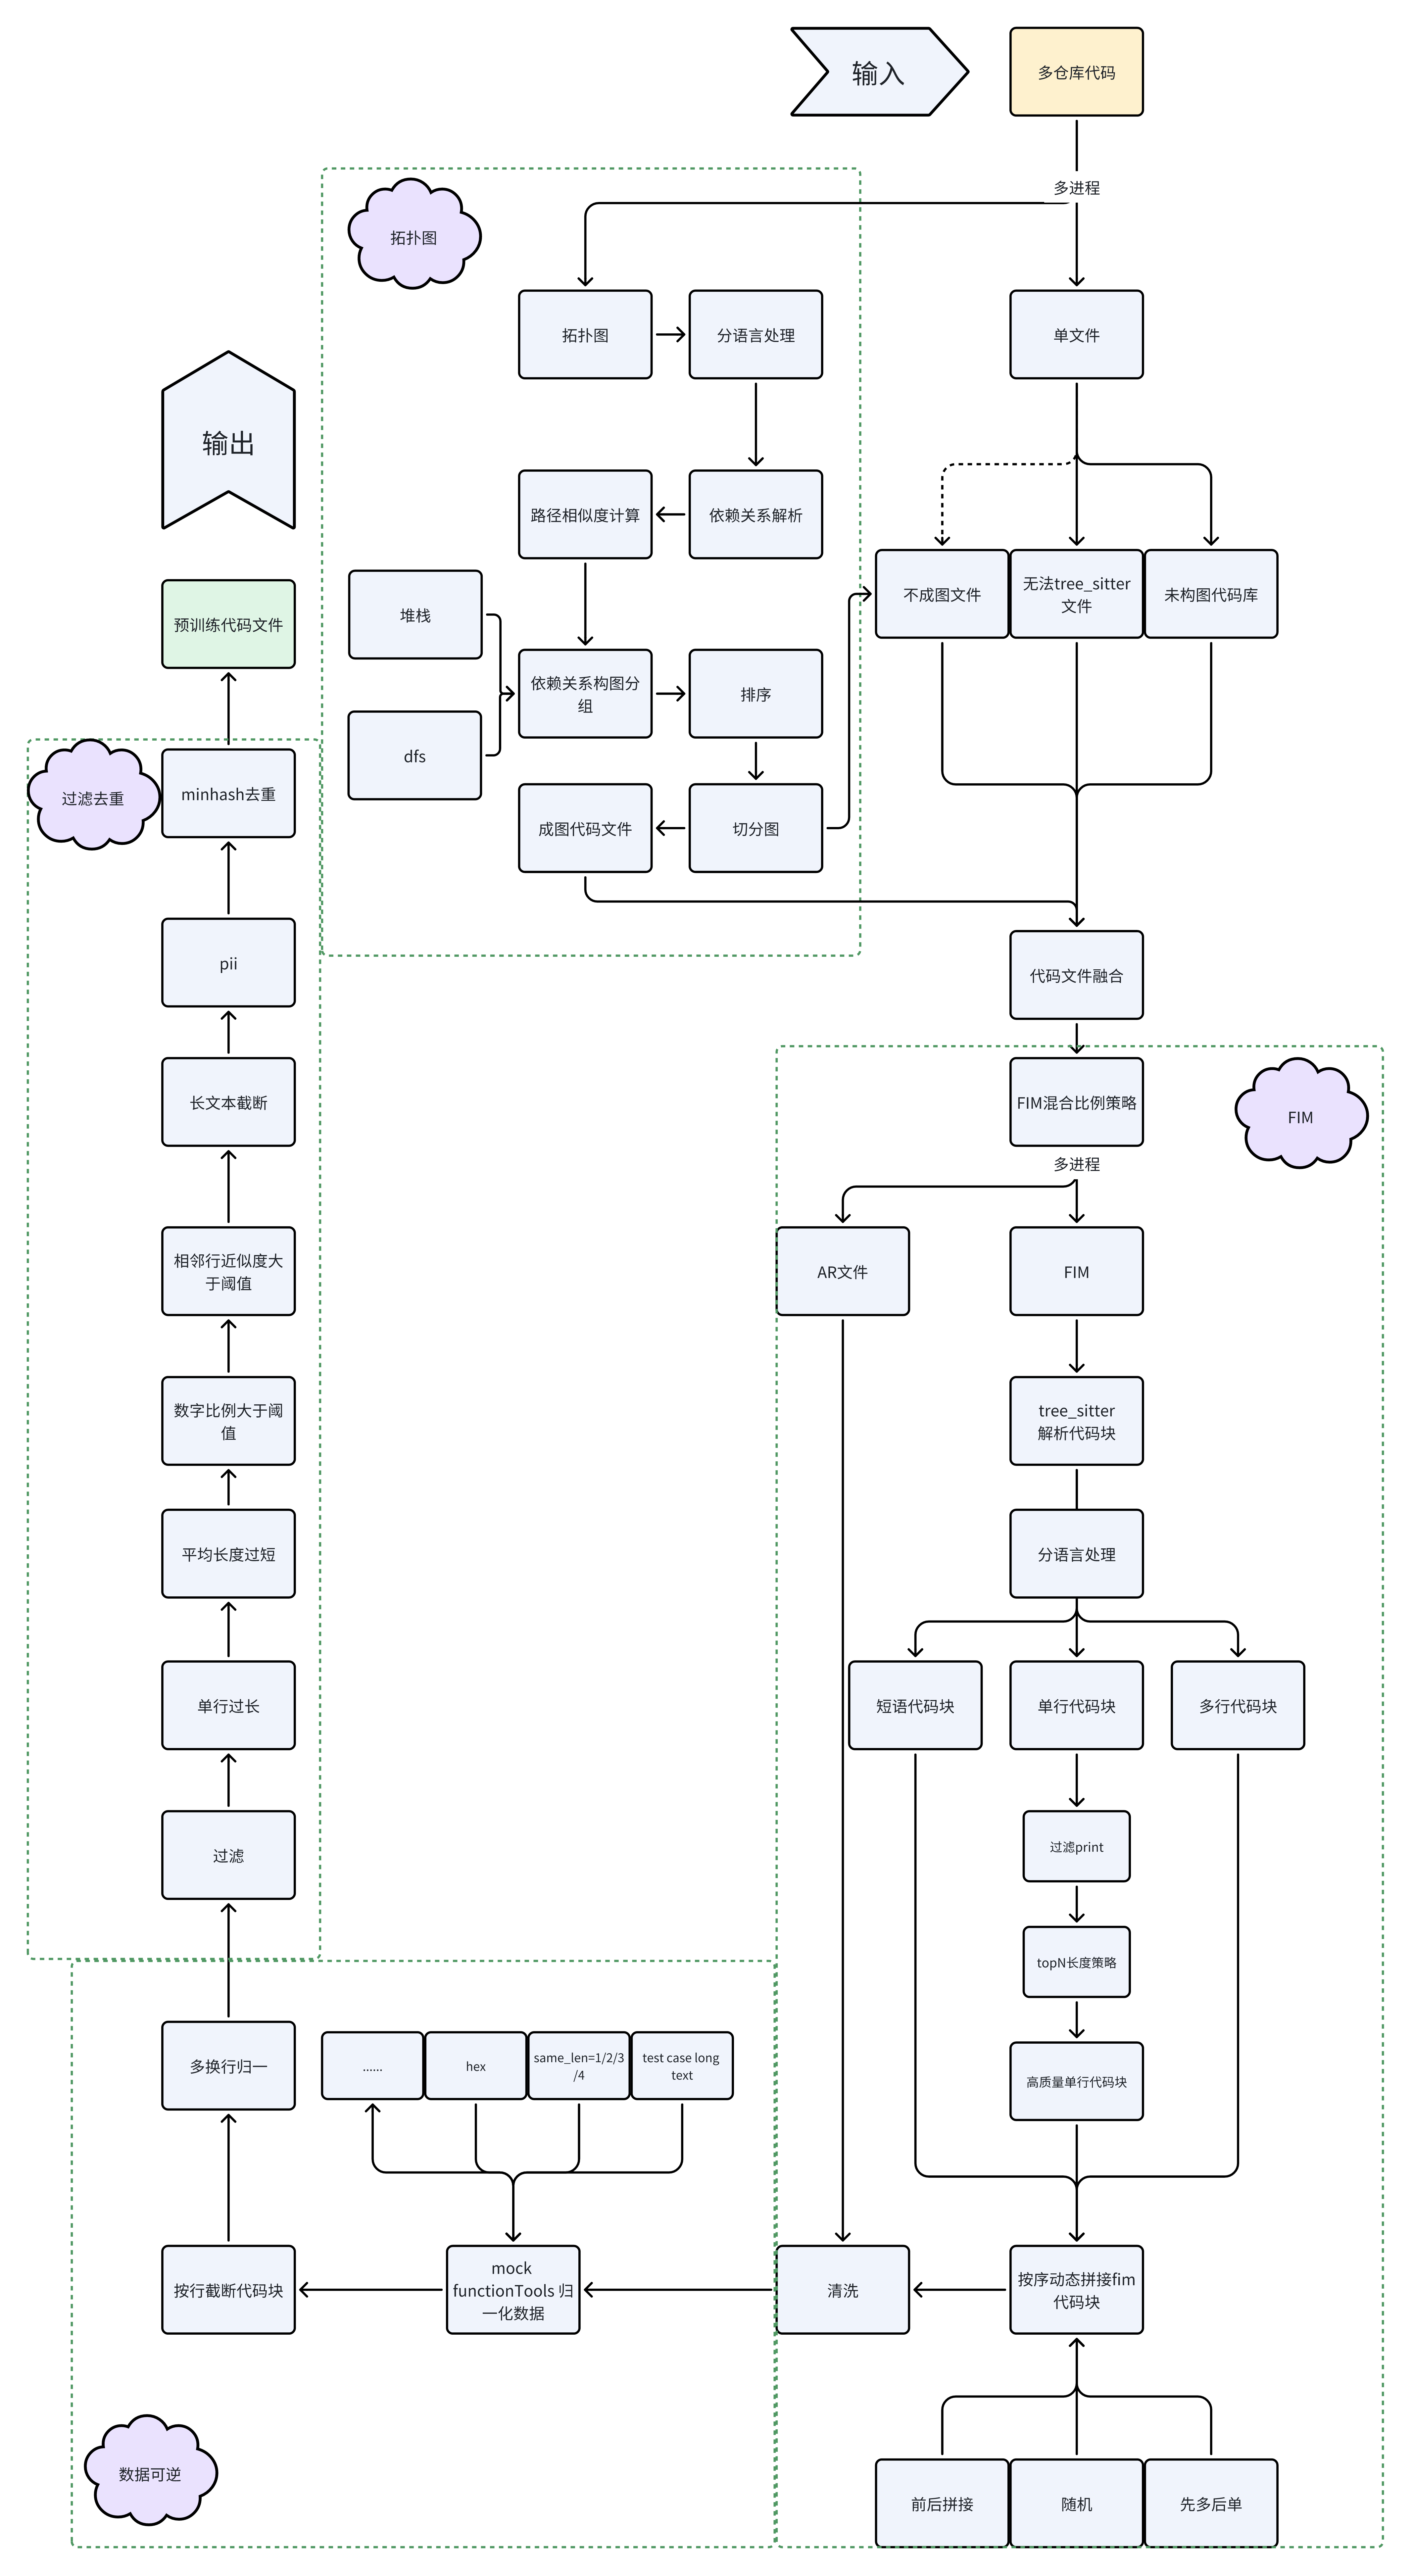 输入
多仓库代码
多进程
拓扑图
拓扑图
分语言处理
单文件
输出
路径相似度计算
依赖关系解析
不成图文件
无法tree_sitter
文件
未构图代码库
堆栈
预训练代码文件
依赖关系构图分
组
排序
dfs
过滤去重
minhash去重
成图代码文件
切分图
pii
代码文件融合
长文本截断
FIM混合比例策略
FIM
多进程
相邻行近似度大
于阈值
AR文件
FIM
数字比例大于阈
值
tree_sitter
解析代码块
平均长度过短
分语言处理
单行过长
短语代码块
单行代码块
多行代码块
过滤
过滤print
topN长度策略
多换行归一
......
hex
same_len=1/2/3
/4
test case long
text
高质量单行代码块
按行截断代码块
mock
functionTools 归
一化数据
清洗
按序动态拼接fim
代码块
数据可逆
前后拼接
随机
先多后单